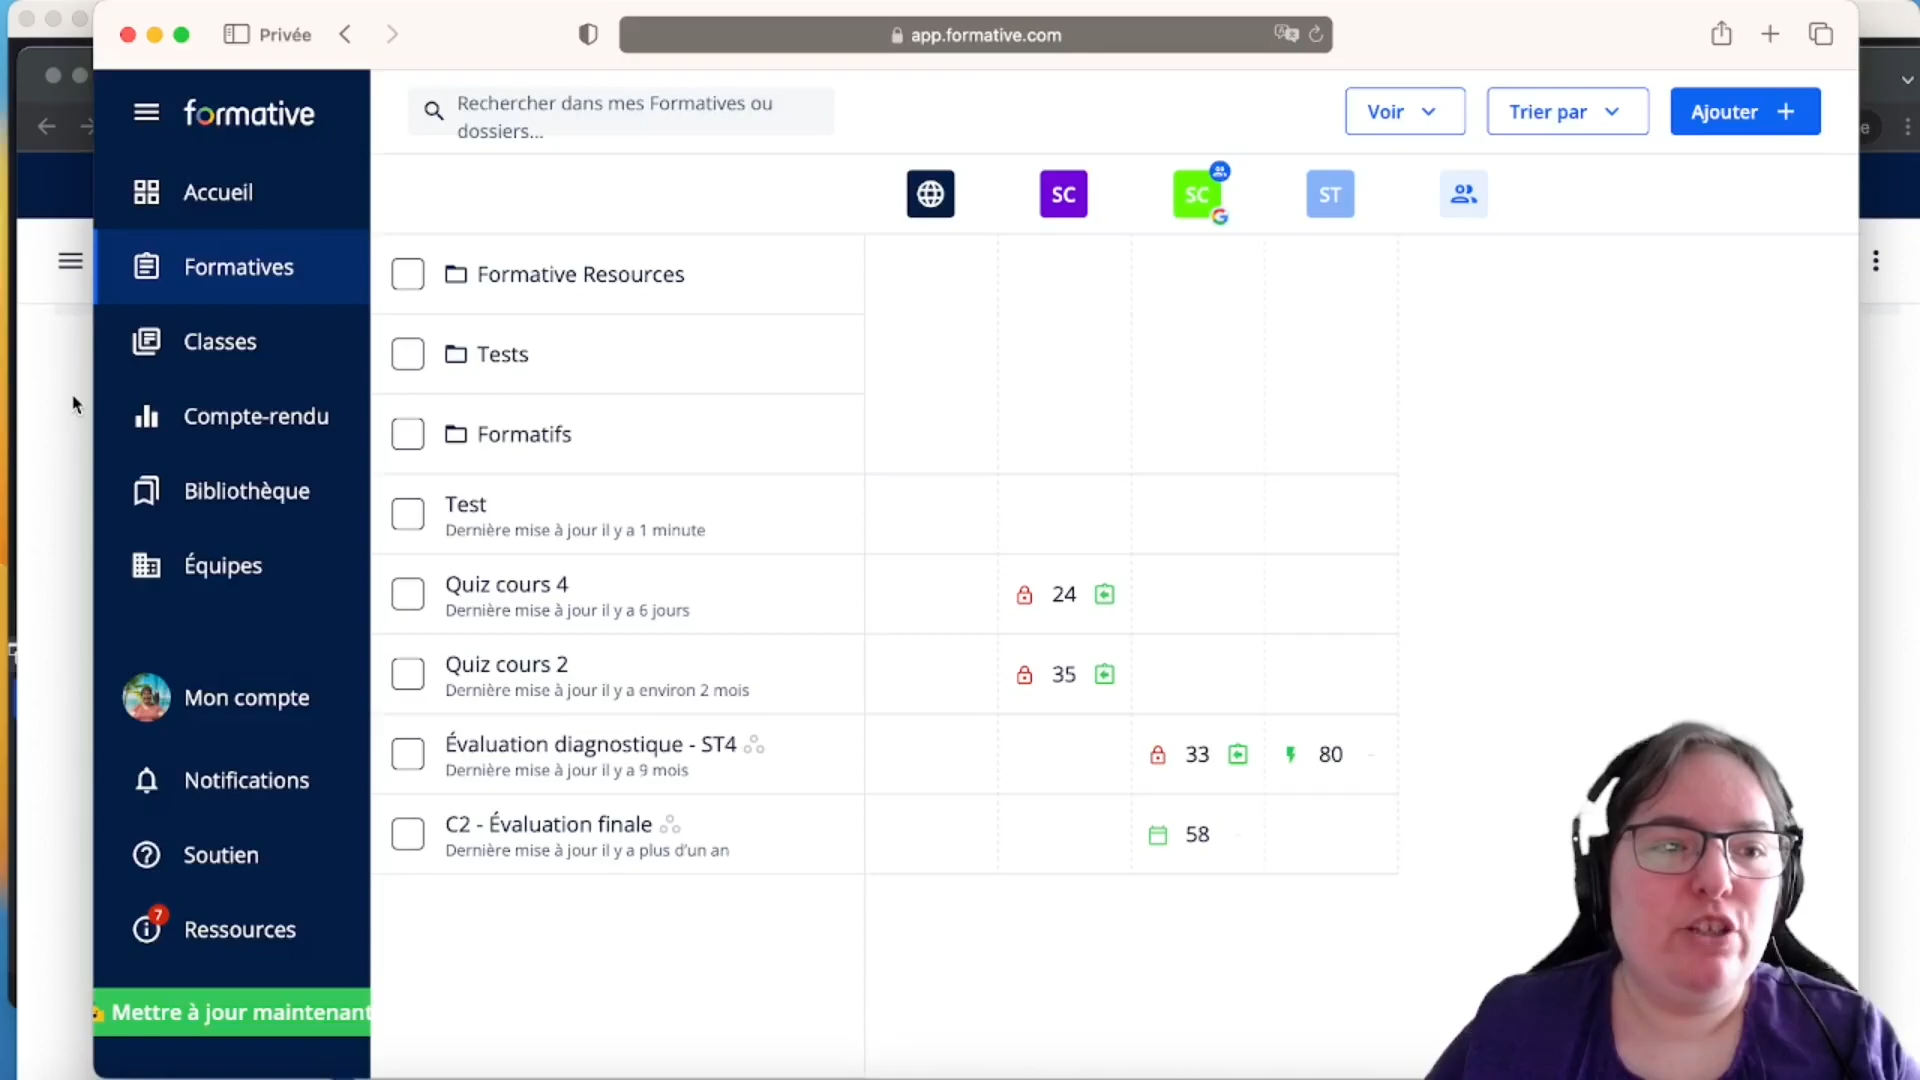 Privée
app.formative.com
formative
Rechercher dans mes Formatives ou
dossiers...
Voir
Trier par
Ajouter +
Accueil
SC
SC
ST
Formatives
Formative Resources
Classes
Tests
Compte-rendu
Formatifs
Bibliothèque
Test
Dernière mise à jour il y a 1 minute
Équipes
Quiz cours 4
Dernière mise à jour il y a 6 jours
24
Quiz cours 2
Dernière mise à jour il y a environ 2 mois
35
Mon compte
Évaluation diagnostique - ST4
Dernière mise à jour il y a 9 mois
33
80
Notifications
C2 - Évaluation finale
Dernière mise à jour il y a plus d'un an
58
Soutien
7
Ressources
Mettre à jour maintenant